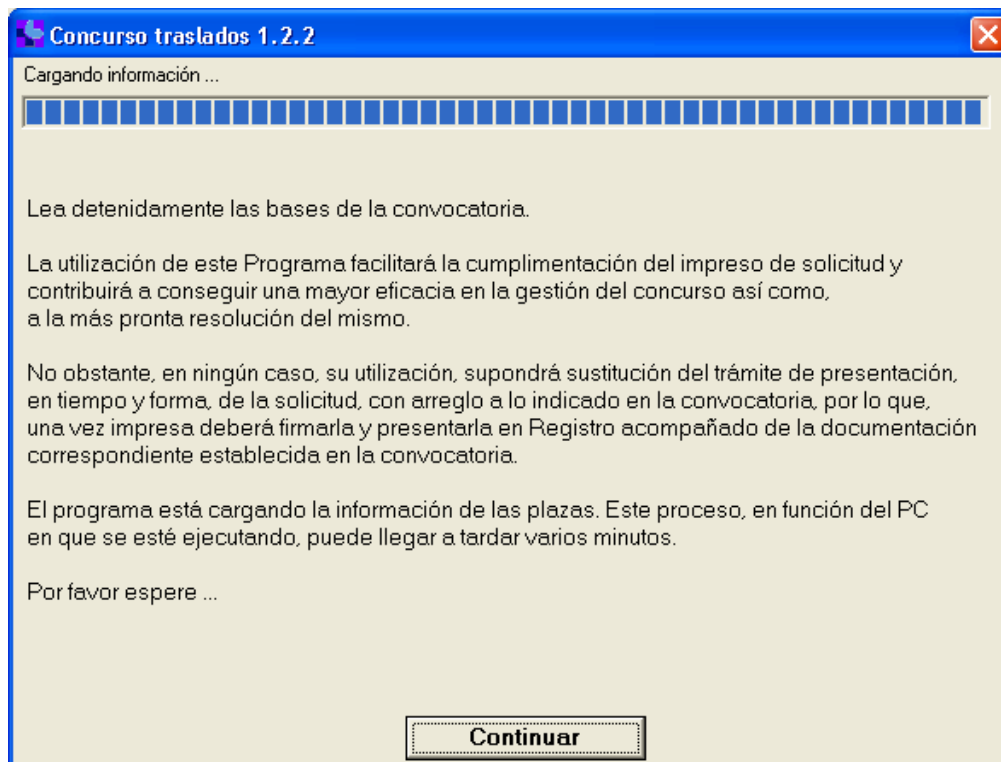 Concurso traslados 1.2.2
Cargando información ...
Lea detenidamente las bases de la convocatoria.
La utilización de este Programa facilitará la cumplimentación del impreso de solicitud y
contribuirá a conseguir una mayor eficacia en la gestión del concurso así como,
a la más pronta resolución del mismo.
No obstante, en ningún caso, su utilización, supondrá sustitución del trámite de presentación,
en tiempo y forma, de la solicitud, con arreglo a lo indicado en la convocatoria, por lo que,
una vez impresa deberá firmarla y presentarla en Registro acompañado de la documentación
correspondiente establecida en la convocatoria.
El programa está cargando la información de las plazas. Este proceso, en función del PC
en que se esté ejecutando, puede llegar a tardar varios minutos.
Por favor espere ...
Continuar